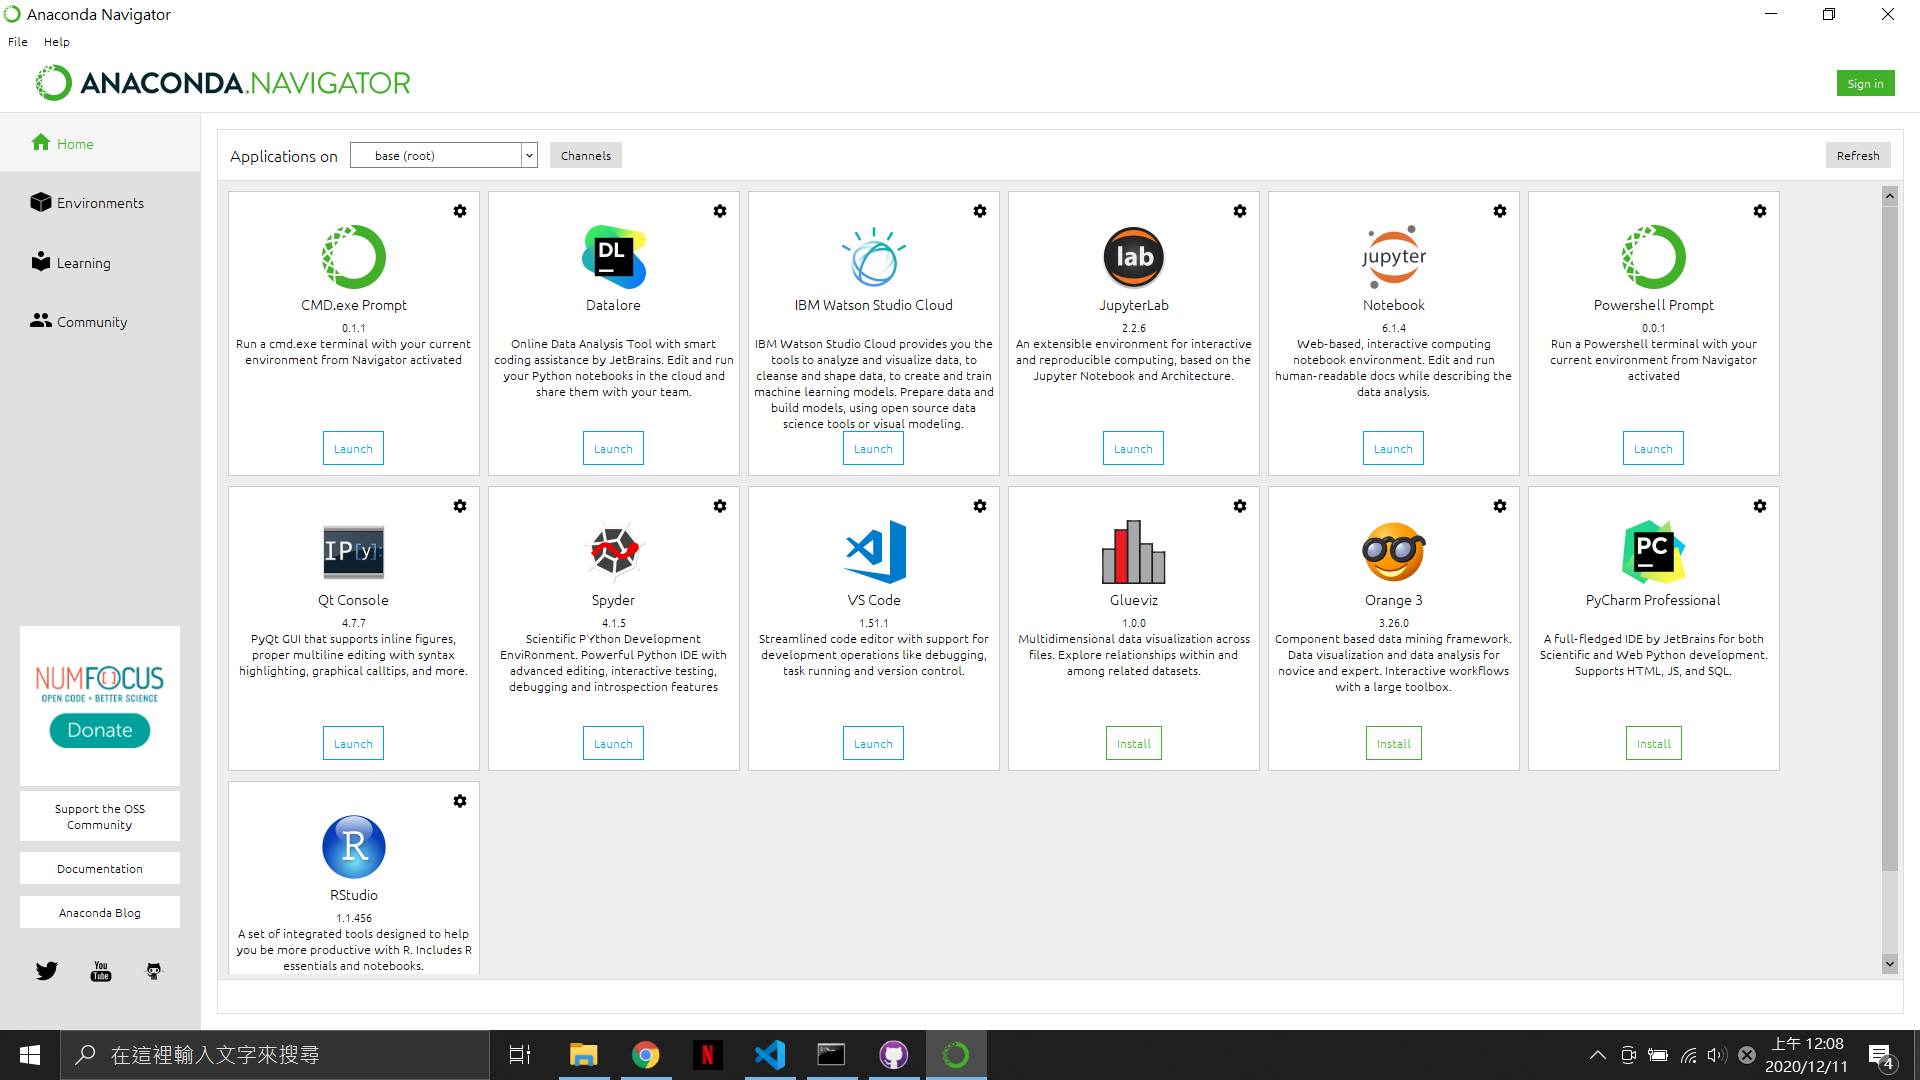 Anaconda Navigator
File Help
ANACONDA.NAVIGATOR
Sign in
Home
Environments
Learning
Community
Applications on base (root) Channels Refresh
CMD.exe Prompt
0.1.1
Run a cmd.exe terminal with your current
environment from Navigator activated
Launch
DL
Datalore
Online Data Analysis Tool with smart
coding assistance by JetBrains. Edit and run
your Python notebooks in the cloud and
share them with your team.
Launch
IBM Watson Studio Cloud
IBM Watson Studio Cloud provides you the
tools to analyze and visualize data, to
cleanse and shape data, to create and train
machine learning models. Prepare data and
build models, using open source data
science tools or visual modeling.
Launch
lab
JupyterLab
2.2.6
An extensible environment for interactive
and reproducible computing, based on the
Jupyter Notebook and Architecture.
Launch
jupyter
Notebook
6.1.4
Web-based, interactive computing
notebook environment. Edit and run
human-readable docs while describing the
data analysis.
Launch
Powershell Prompt
0.0.1
Run a Powershell terminal with your
current environment from Navigator
activated
Launch
IP[y]:
Qt Console
4.7.7
PyQt GUI that supports inline figures,
proper multiline editing with syntax
highlighting, graphical calltips, and more.
Launch
Spyder
4.1.5
Scientific PYthon Development
EnviRonment. Powerful Python IDE with
advanced editing, interactive testing,
debugging and introspection features
Launch
VS Code
1.51.1
Streamlined code editor with support for
development operations like debugging,
task running and version control.
Launch
Glueviz
1.0.0
Multidimensional data visualization across
files. Explore relationships within and
among related datasets.
Install
Orange 3
3.26.0
Component based data mining framework.
Data visualization and data analysis for
novice and expert. Interactive workflows
with a large toolbox.
Install
PC
PyCharm Professional
A full-fledged IDE by JetBrains for both
Scientific and Web Python development.
Supports HTML, JS, and SQL.
Install
R
RStudio
1.1.456
A set of integrated tools designed to help
you be more productive with R. Includes R
essentials and notebooks.
NUMFOCUS
OPEN CODE = BETTER SCIENCE
Donate
Support the OSS
Community
Documentation
Anaconda Blog
You
Tube
在這裡輸入文字來搜尋
N
上午 12:08
2020/12/11
4